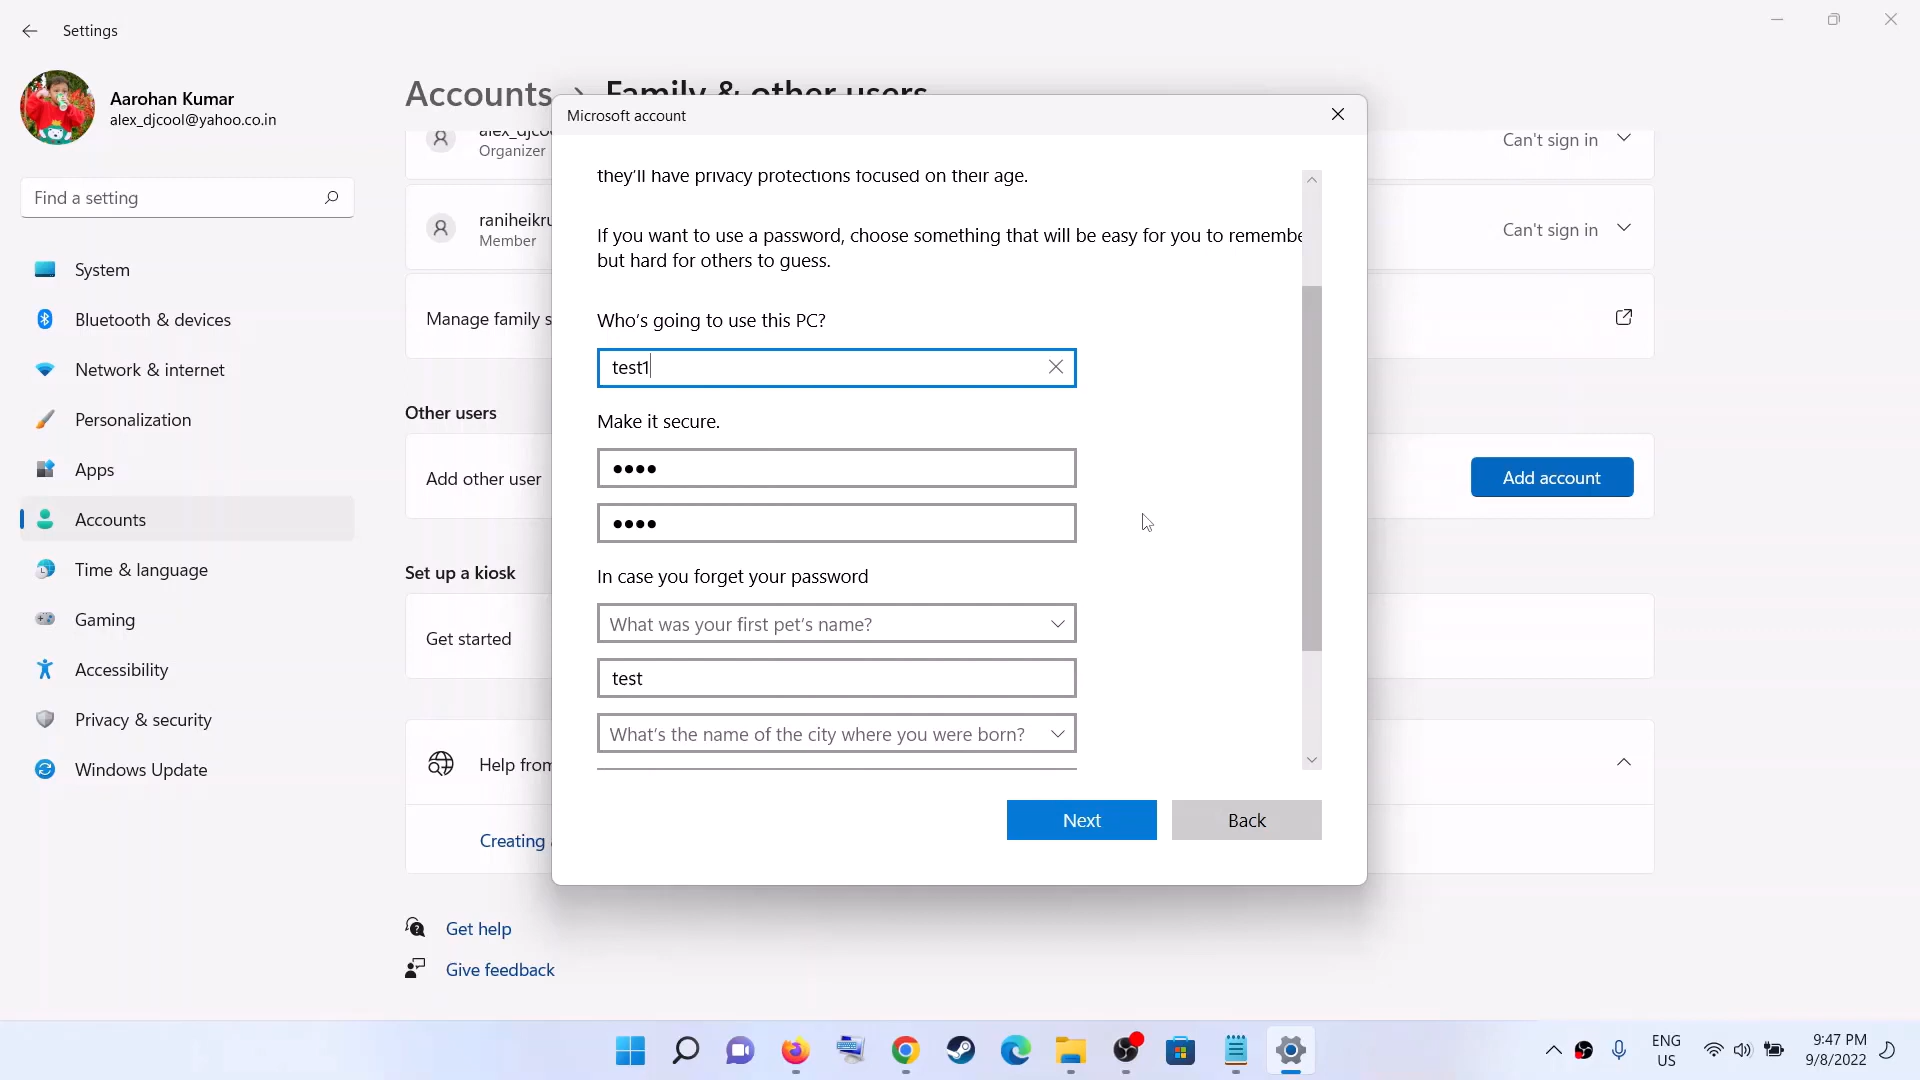 Settings
Aarohan Kumar
alex_djcool@yahoo.co.in
Find a setting
System
Bluetooth & devices
Network & internet
Personalization
Apps
Accounts
Time & language
Gaming
Accessibility
Privacy & security
Windows Update
Accounts > Family & other users
Organizer
Can't sign in
raniheikru
Member
Can't sign in
Manage family s
Other users
Add other user
Add account
Set up a kiosk
Get started
Help from
Creating
Get help
Give feedback
Microsoft account
they'll have privacy protections focused on their age.
If you want to use a password, choose something that will be easy for you to remembe
but hard for others to guess.
Who's going to use this PC?
test1
Make it secure.
●●●●
●●●●
In case you forget your password
What was your first pet's name?
test
What's the name of the city where you were born?
Next
Back
ENG
US
9:47 PM
9/8/2022